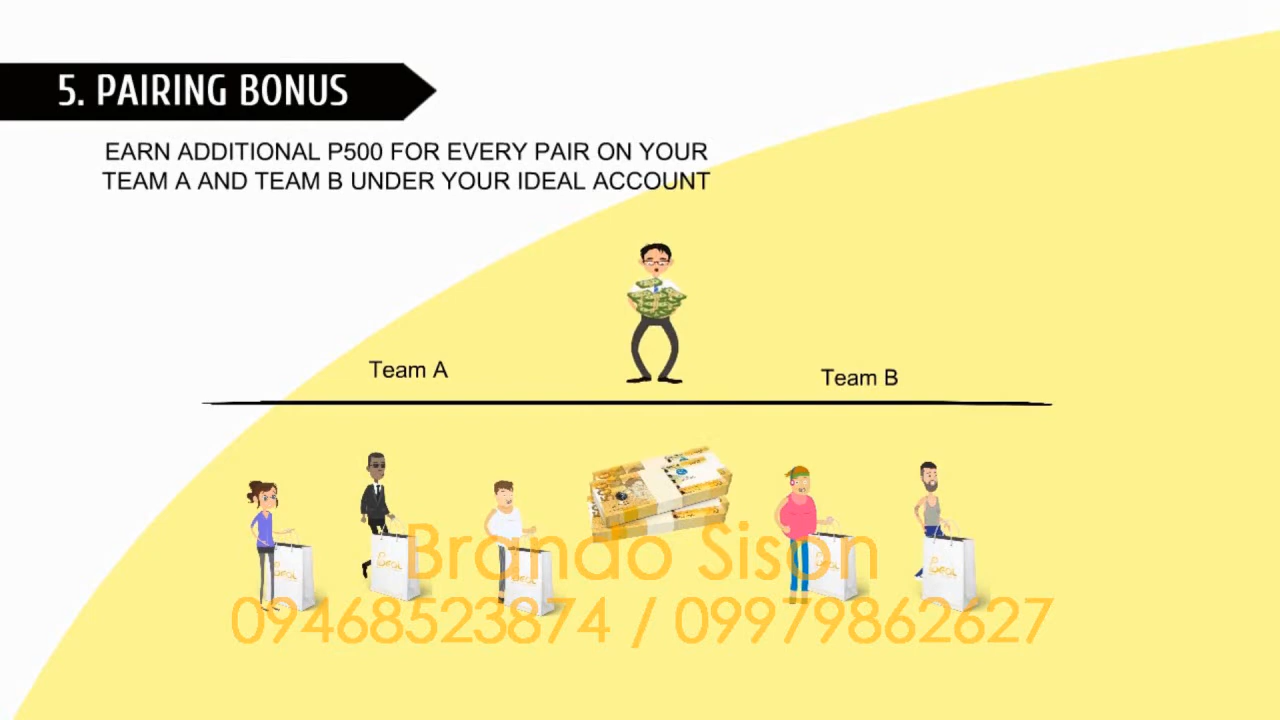 5. PAIRING BONUS
EARN ADDITIONAL P500 FOR EVERY PAIR ON YOUR
TEAM A AND TEAM B UNDER YOUR IDEAL ACCOUNT
Team A
Team B
Brando Sison
09468523874 / 09979862627